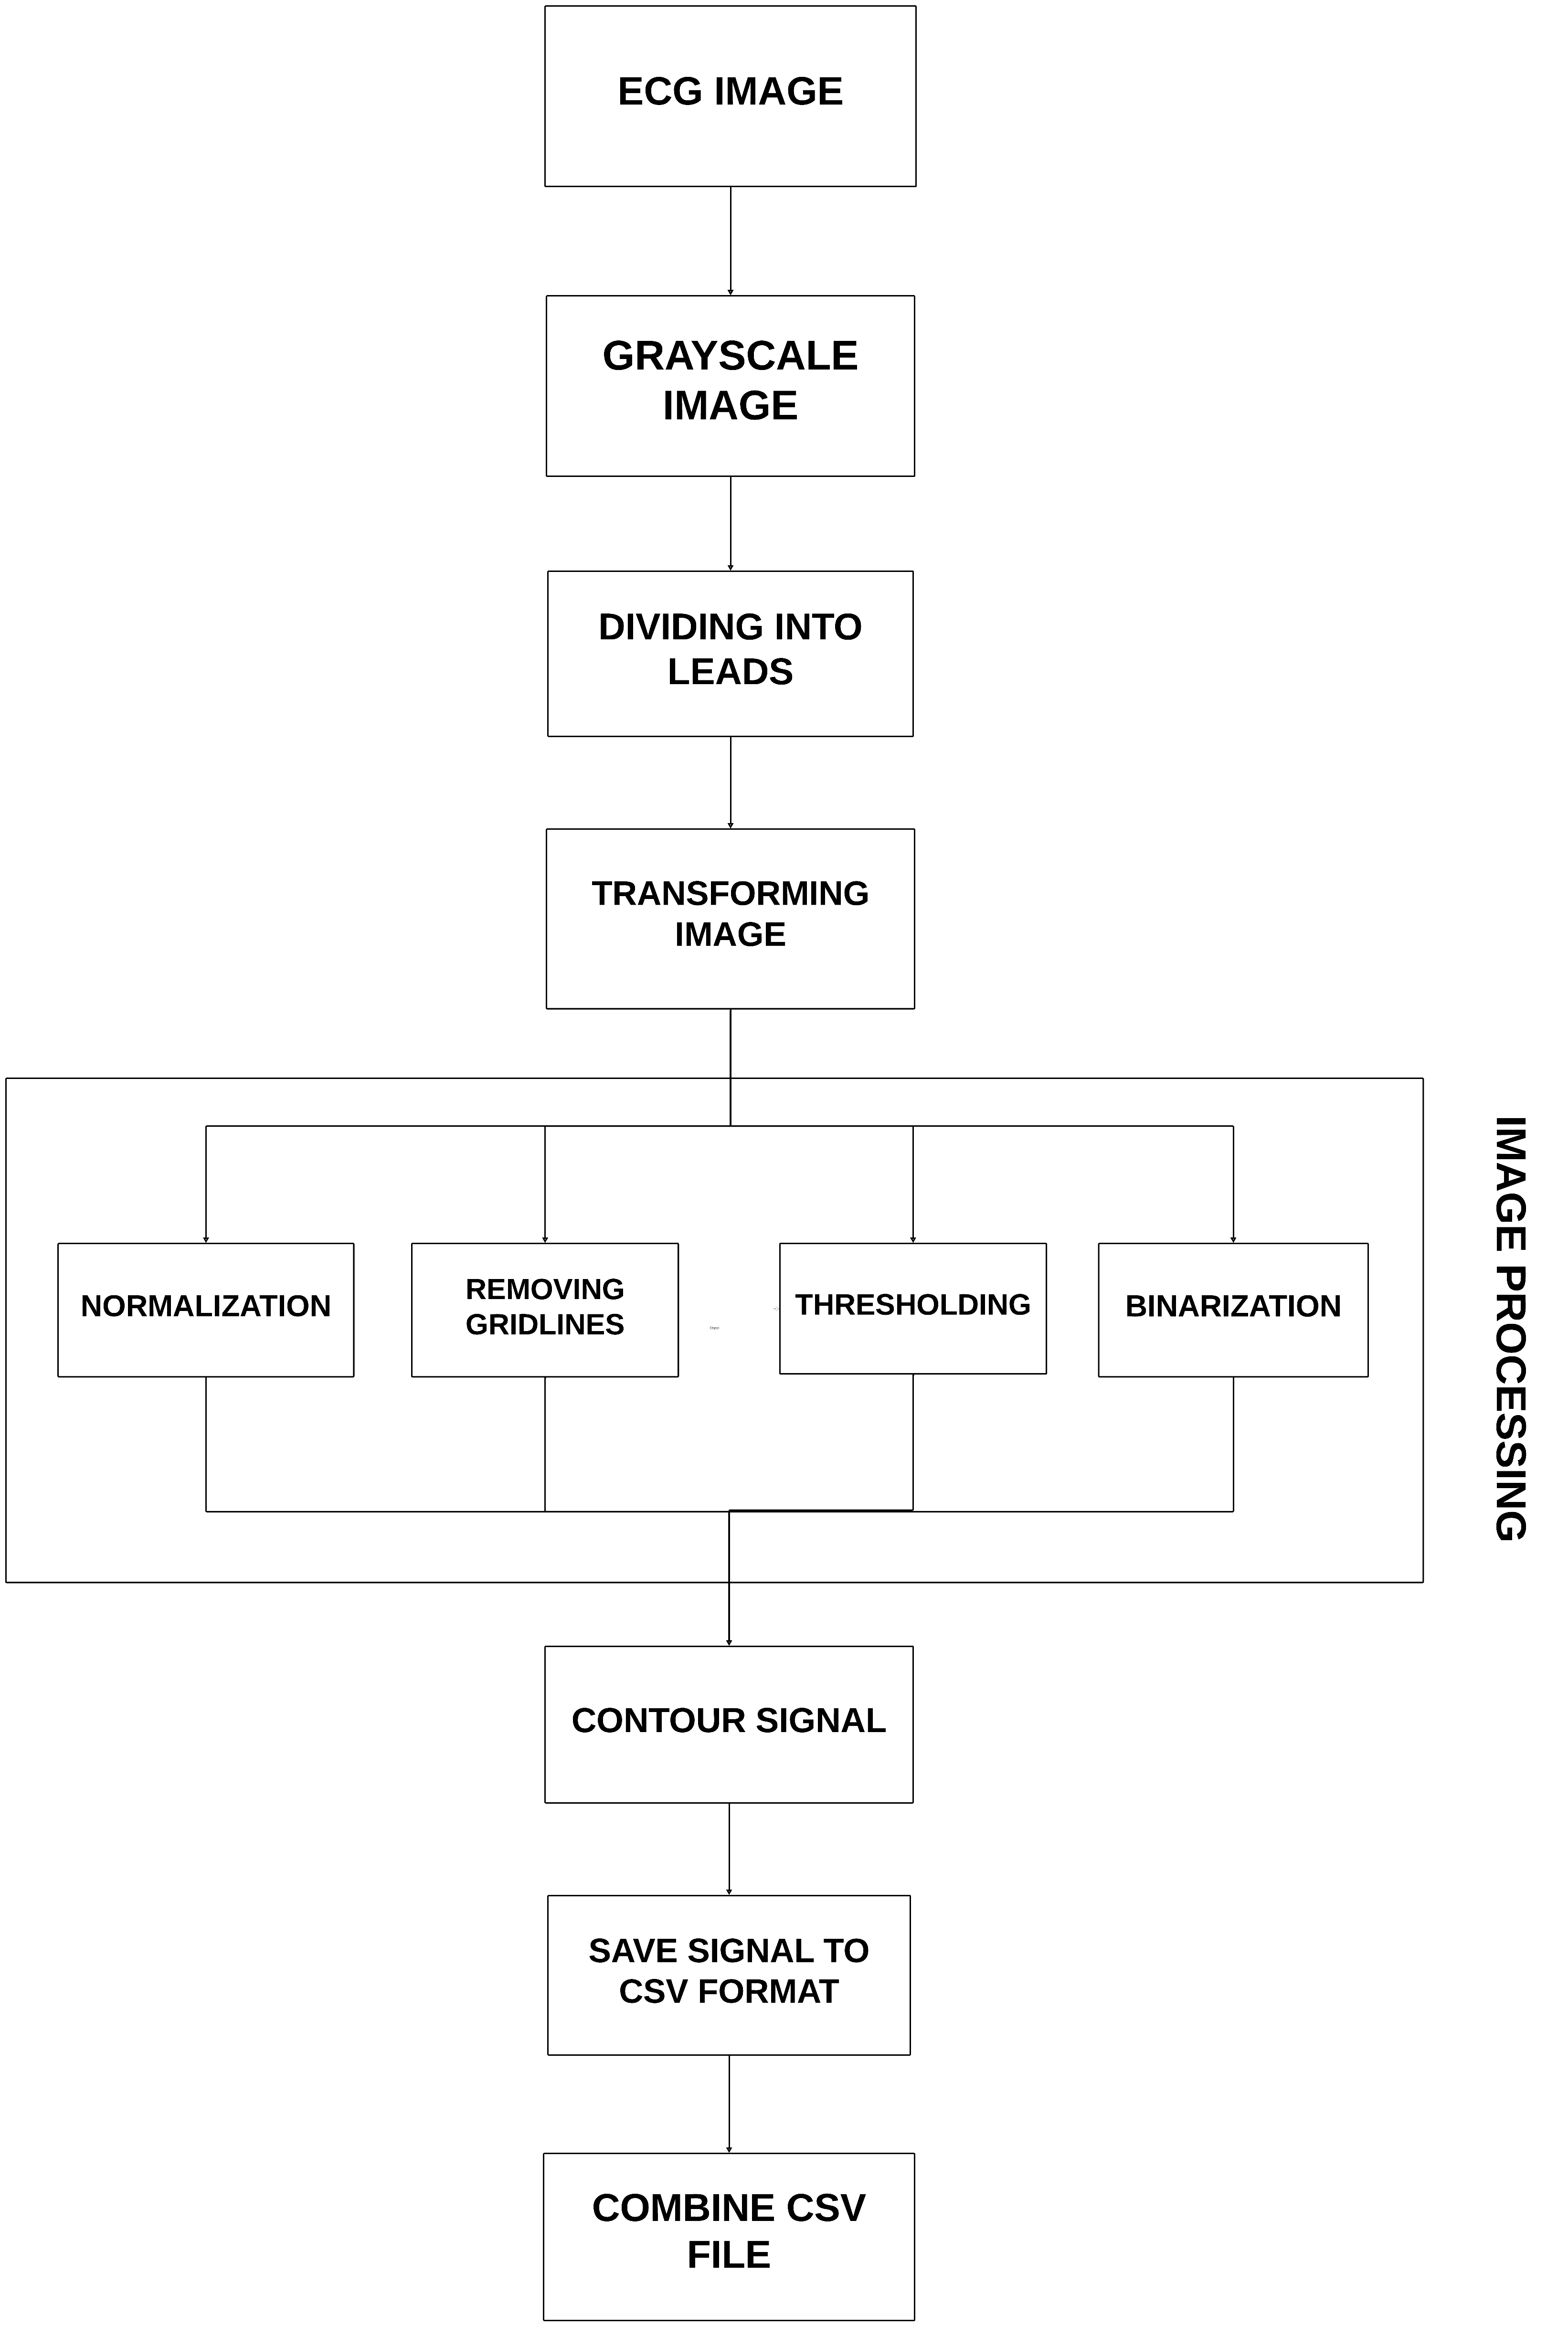 ECG IMAGE
GRAYSCALE
IMAGE
DIVIDING INTO
LEADS
TRANSFORMING
IMAGE
NORMALIZATION
REMOVING
GRIDLINES
THRESHOLDING
BINARIZATION
IMAGE PROCESSING
CONTOUR SIGNAL
SAVE SIGNAL TO
CSV FORMAT
COMBINE CSV
FILE